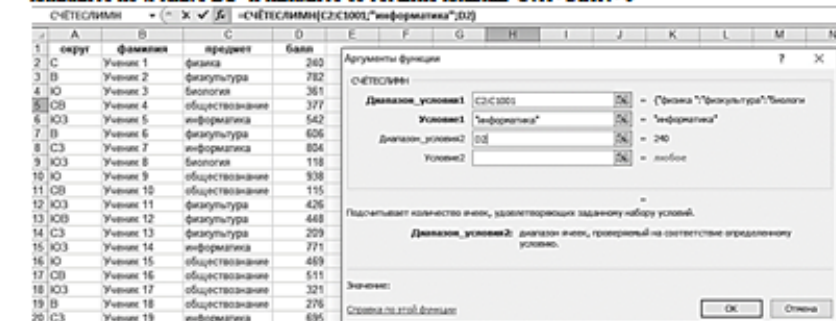 СЧЁТЕСЛИМН =СЧЁТЕСЛИМН(C2:C1001;"информатика";D2)
A B C D E F G H I J K L M N
1 округ фамилия предмет балл
2 С Ученик 1 физика 240
3 В Ученик 2 физкультура 782
4 Ю Ученик 3 биология 361
5 СВ Ученик 4 обществознание 377
6 ЮЗ Ученик 5 информатика 542
7 В Ученик 6 физкультура 606
8 СЗ Ученик 7 информатика 804
9 ЮЗ Ученик 8 биология 118
10 Ю Ученик 9 обществознание 938
11 СВ Ученик 10 обществознание 115
12 ЮЗ Ученик 11 физкультура 426
13 ЮВ Ученик 12 физкультура 448
14 СЗ Ученик 13 физкультура 209
15 ЮЗ Ученик 14 информатика 771
16 Ю Ученик 15 обществознание 469
17 СВ Ученик 16 обществознание 511
18 ЮЗ Ученик 17 обществознание 321
19 В Ученик 18 обществознание 276
20 СЗ Ученик 19 информатика 695
Аргументы функции ? ×
СЧЁТЕСЛИМН
Диапазон_условия1 C2:C1001 = {"физика ":"физкультура":"биологи
Условие1 "информатика" = "информатика"
Диапазон_условия2 D2 = 240
Условие2 = любое
=
Подсчитывает количество ячеек, удовлетворяющих заданному набору условий.
Диапазон_условия2: диапазон ячеек, проверяемый на соответствие определенному
условию.
Значение:
Справка по этой функции OK Отмена